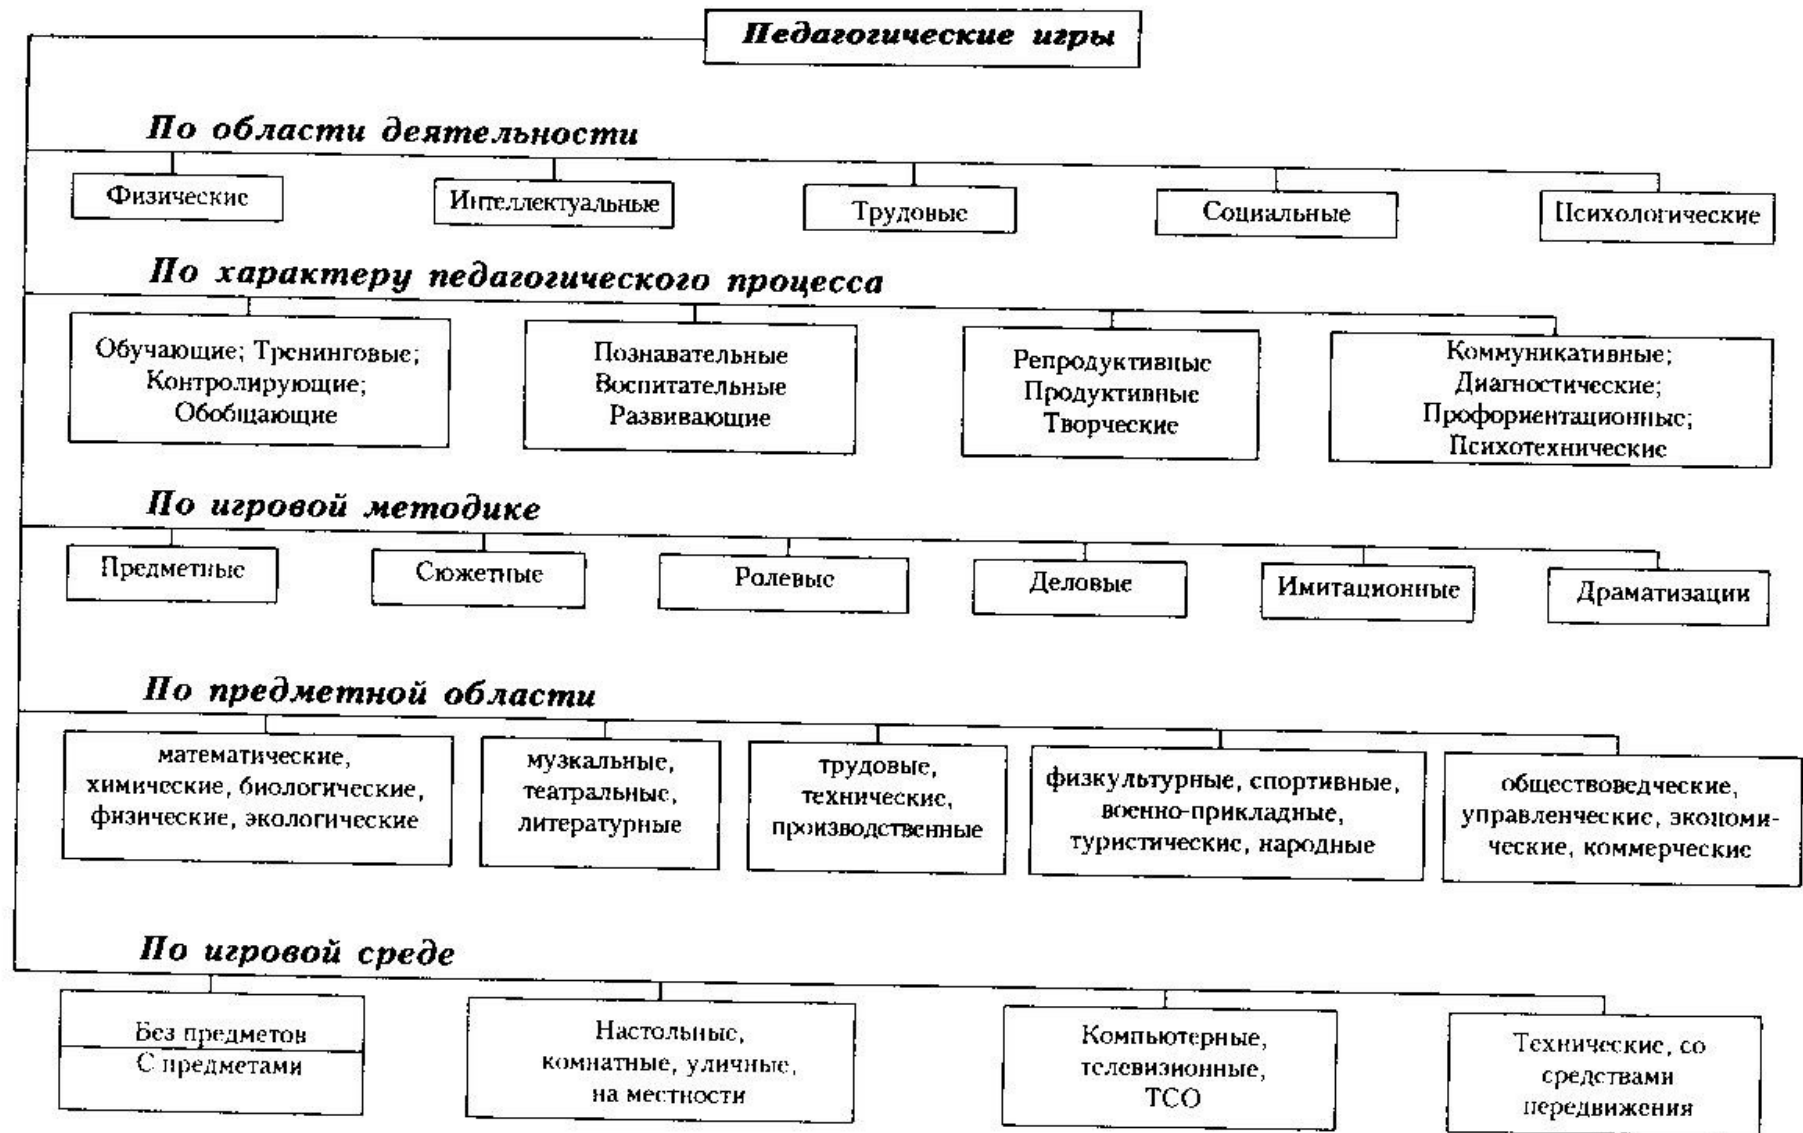 Педагогические игры
По области деятельности
Физические
Интеллектуальные
Трудовые
Социальные
Психологические
По характеру педагогического процесса
Обучающие; Тренинговые;
Контролирующие;
Обобщающие
Познавательные
Воспитательные
Развивающие
Репродуктивные
Продуктивные
Творческие
Коммуникативные;
Диагностические;
Профориентационные;
Психотехнические
По игровой методике
Предметные
Сюжетные
Ролевые
Деловые
Имитационные
Драматизации
По предметной области
математические,
химические, биологические,
физические, экологические
музкальные,
театральные,
литературные
трудовые,
технические,
производственные
физкультурные, спортивные,
военно-прикладные,
туристические, народные
обществоведческие,
управленческие, экономи-
ческие, коммерческие
По игровой среде
Без предметов
С предметами
Настольные,
комнатные, уличные,
на местности
Компьютерные,
телевизионные,
ТСО
Технические, со
средствами
передвижения